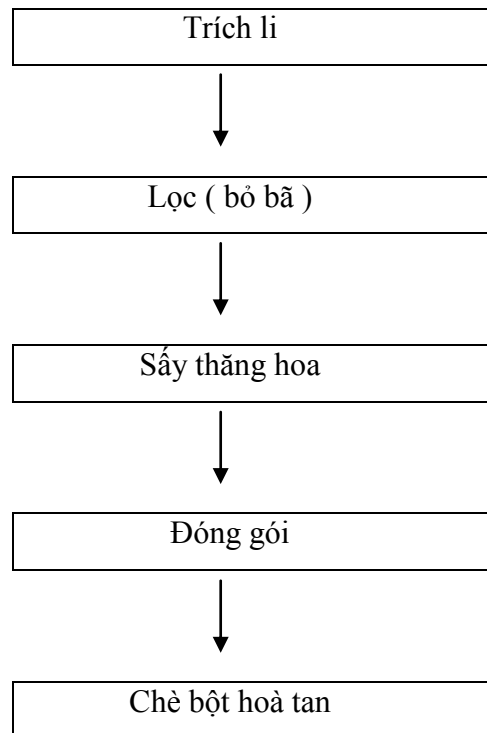 Trích li
Lọc ( bỏ bã )
Sấy thăng hoa
Đóng gói
Chè bột hoà tan